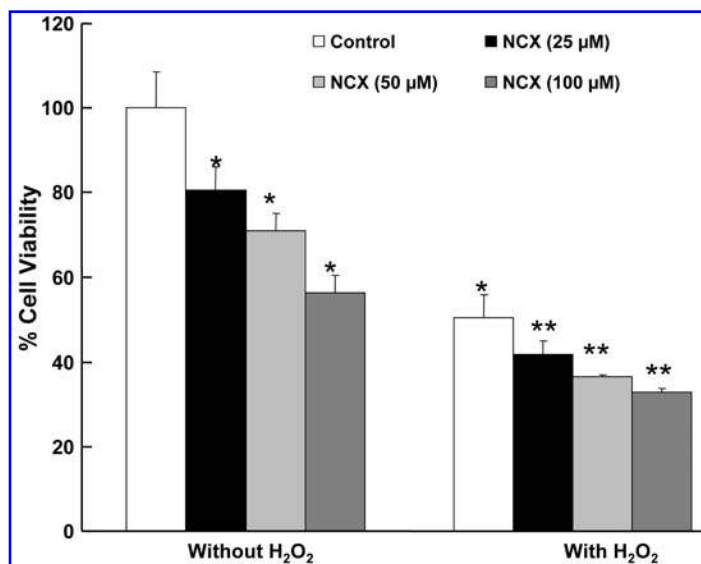 120
100
80
60
40
20
0
% Cell Viability
Control
NCX (25 µM)
NCX (50 µM)
NCX (100 µM)
*
*
*
*
**
**
**
Without H₂O₂
With H₂O₂